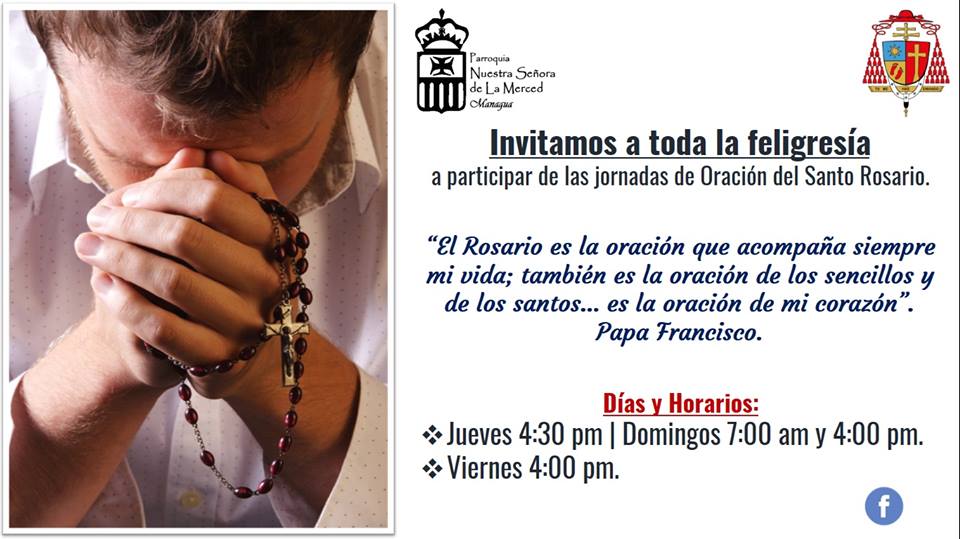 Parroquia
Nuestra Señora
de La Merced
Managua
Invitamos a toda la feligresía
a participar de las jornadas de Oración del Santo Rosario.
“El Rosario es la oración que acompaña siempre
mi vida; también es la oración de los sencillos y
de los santos... es la oración de mi corazón”.
Papa Francisco.
Días y Horarios:
❖Jueves 4:30 pm | Domingos 7:00 am y 4:00 pm.
❖Viernes 4:00 pm.
f